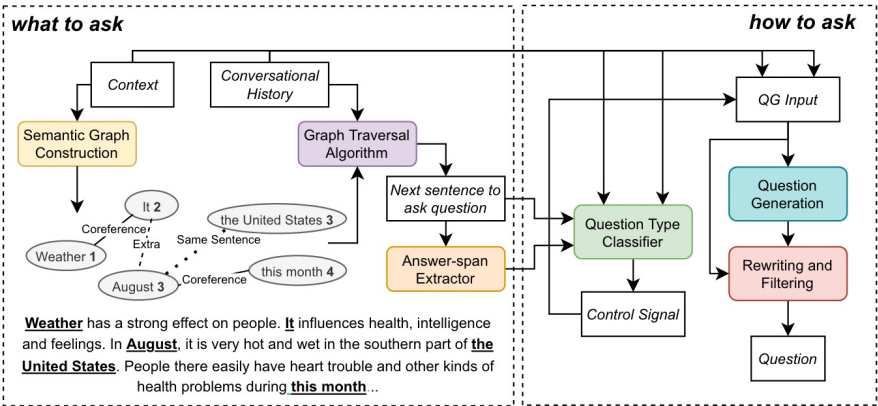 what to ask
how to ask
Context
Conversational
History
Semantic Graph
Construction
Graph Traversal
Algorithm
It 2
Coreference
Extra
Weather 1
the United States 3
Same Sentence
August 3
Coreference
this month 4
Next sentence to
ask question
Answer-span
Extractor
Weather has a strong effect on people. It influences health, intelligence
and feelings. In August, it is very hot and wet in the southern part of the
United States. People there easily have heart trouble and other kinds of
health problems during this month...
QG Input
Question Type
Classifier
Control Signal
Question
Generation
Rewriting and
Filtering
Question